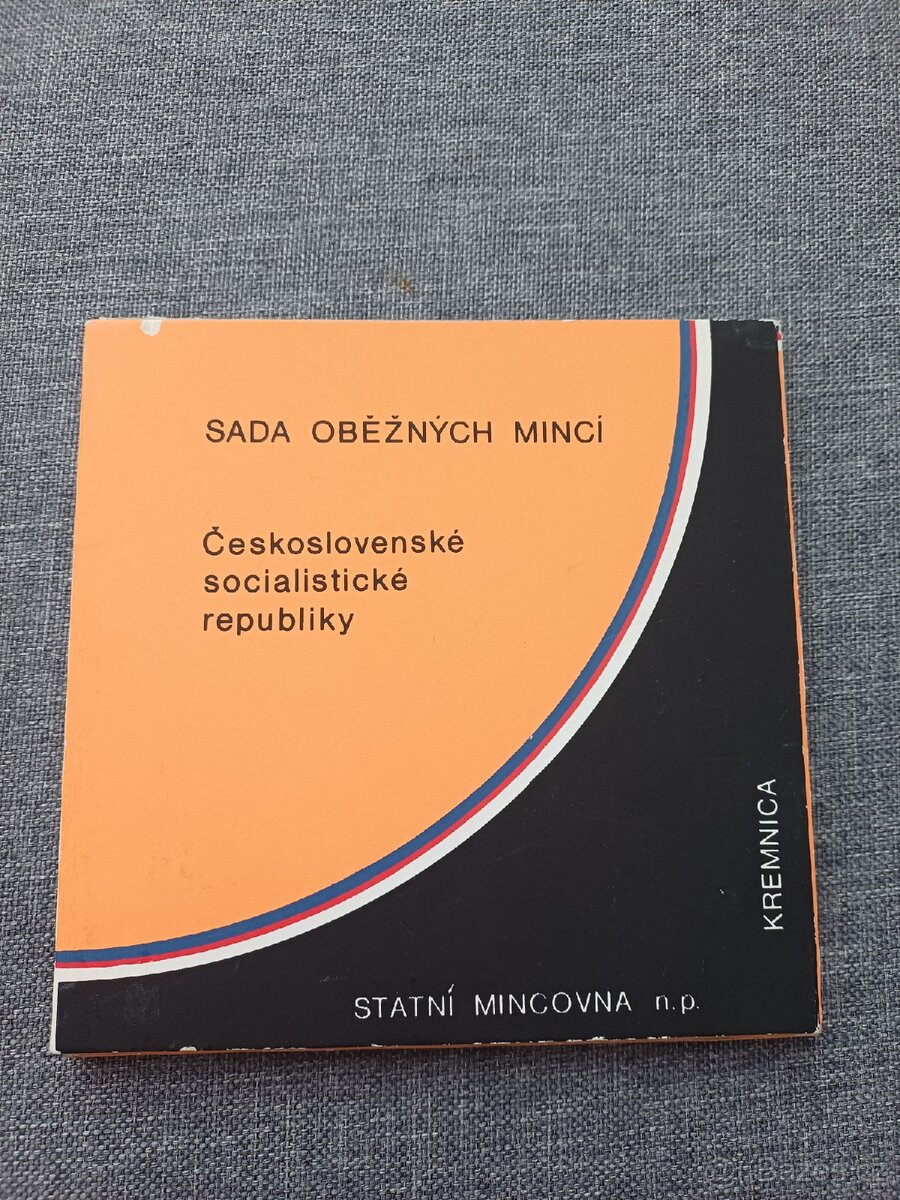 SADA OBĚŽNÝCH MINCÍ
Československé
socialistické
republiky
KREMNICA
STATNÍ MINCOVNA n.p.